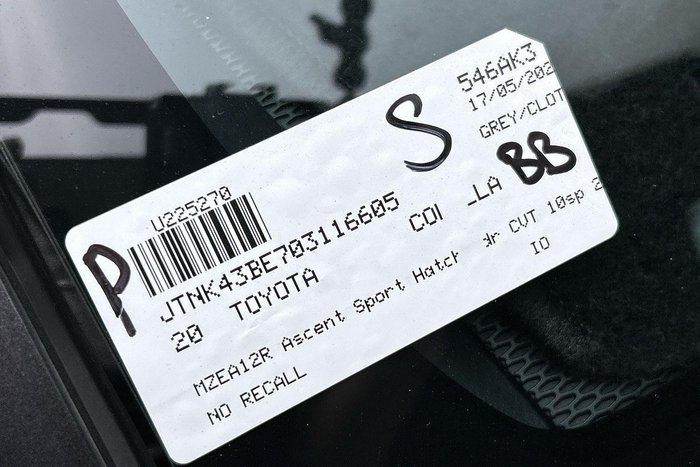 546AK3
17/05/202
GREY/CLOT
S
BB
U225270
P
JTNK43BE703116605
20 TOYOTA
COI -LA
MZEA12R Ascent Sport Hatch CVT 10sp 2
IO
NO RECALL